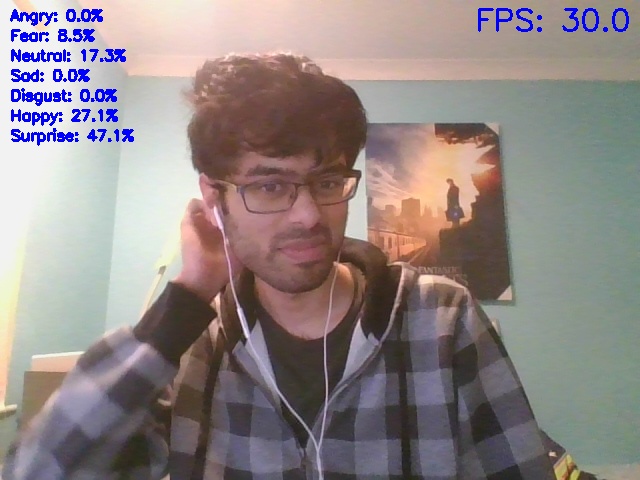 Angry: 0.0%
Fear: 8.5%
Neutral: 17.3%
Sad: 0.0%
Disgust: 0.0%
Happy: 27.1%
Surprise: 47.1%
FPS: 30.0
FANTASTIC